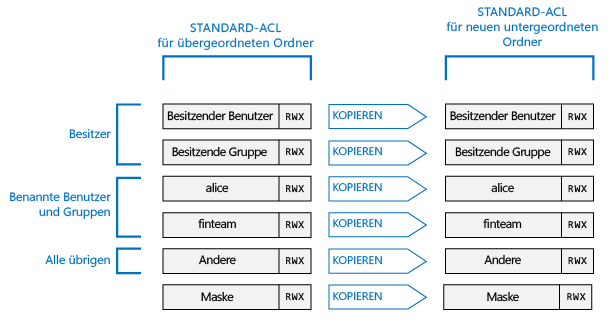 STANDARD-ACL
für übergeordneten Ordner
STANDARD-ACL
für neuen untergeordneten
Ordner
Besitzer
Besitzender Benutzer RWX KOPIEREN Besitzender Benutzer RWX
Besitzende Gruppe RWX KOPIEREN Besitzende Gruppe RWX
Benannte Benutzer
und Gruppen
alice RWX KOPIEREN alice RWX
finteam RWX KOPIEREN finteam RWX
Alle übrigen Andere RWX KOPIEREN Andere RWX
Maske RWX KOPIEREN Maske RWX